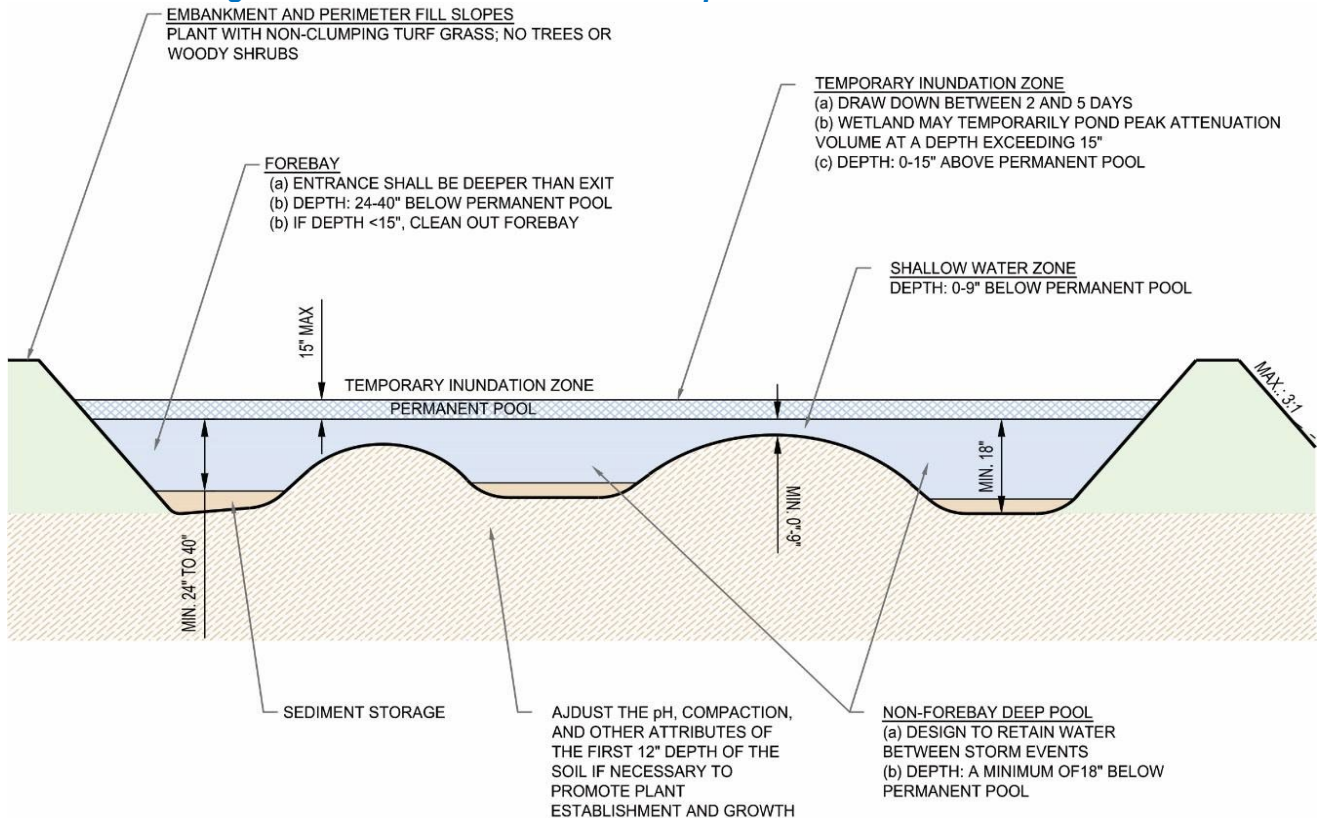 EMBANKMENT AND PERIMETER FILL SLOPES
PLANT WITH NON-CLUMPING TURF GRASS; NO TREES OR
WOODY SHRUBS
TEMPORARY INUNDATION ZONE
(a) DRAW DOWN BETWEEN 2 AND 5 DAYS
(b) WETLAND MAY TEMPORARILY POND PEAK ATTENUATION
VOLUME AT A DEPTH EXCEEDING 15"
(c) DEPTH: 0-15" ABOVE PERMANENT POOL
FOREBAY
(a) ENTRANCE SHALL BE DEEPER THAN EXIT
(b) DEPTH: 24-40" BELOW PERMANENT POOL
(b) IF DEPTH <15", CLEAN OUT FOREBAY
SHALLOW WATER ZONE
DEPTH: 0-9" BELOW PERMANENT POOL
15" MAX
TEMPORARY INUNDATION ZONE
PERMANENT POOL
MAX.: 3:1
MIN. 18"
MIN. 0"-9"
MIN. 24" TO 40"
SEDIMENT STORAGE
AJDUST THE pH, COMPACTION,
AND OTHER ATTRIBUTES OF
THE FIRST 12" DEPTH OF THE
SOIL IF NECESSARY TO
PROMOTE PLANT
ESTABLISHMENT AND GROWTH
NON-FOREBAY DEEP POOL
(a) DESIGN TO RETAIN WATER
BETWEEN STORM EVENTS
(b) DEPTH: A MINIMUM OF18" BELOW
PERMANENT POOL